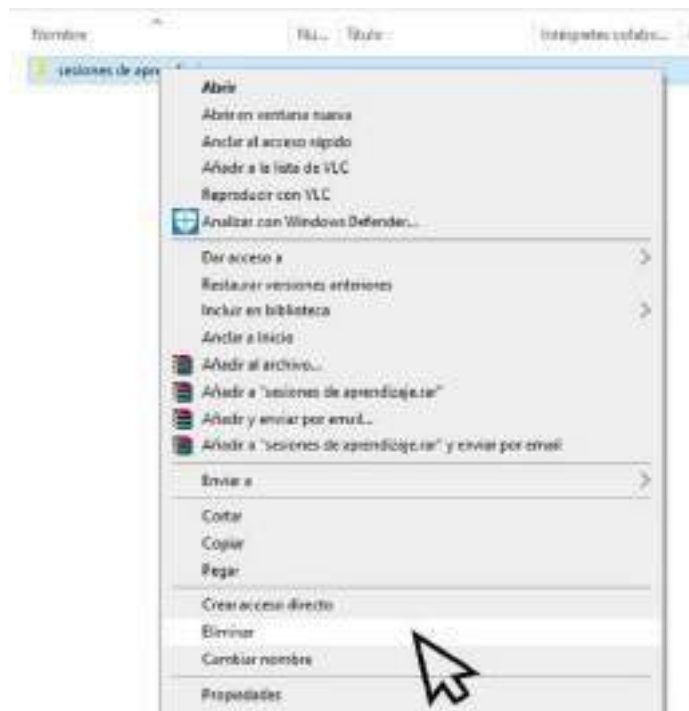 Nombre Nú... Título Intérpretes colabo...
sesiones de apre
Abrir
Abrir en ventana nueva
Anclar al acceso rápido
Añadir a la lista de VLC
Reproducir con VLC
Analizar con Windows Defender...
Dar acceso a
Restaurar versiones anteriores
Incluir en biblioteca
Anclar a Inicio
Añadir al archivo...
Añadir a "sesiones de aprendizaje.rar"
Añadir y enviar por email...
Añadir a "sesiones de aprendizaje.rar" y enviar por email
Enviar a
Cortar
Copiar
Pegar
Crear acceso directo
Eliminar
Cambiar nombre
Propiedades